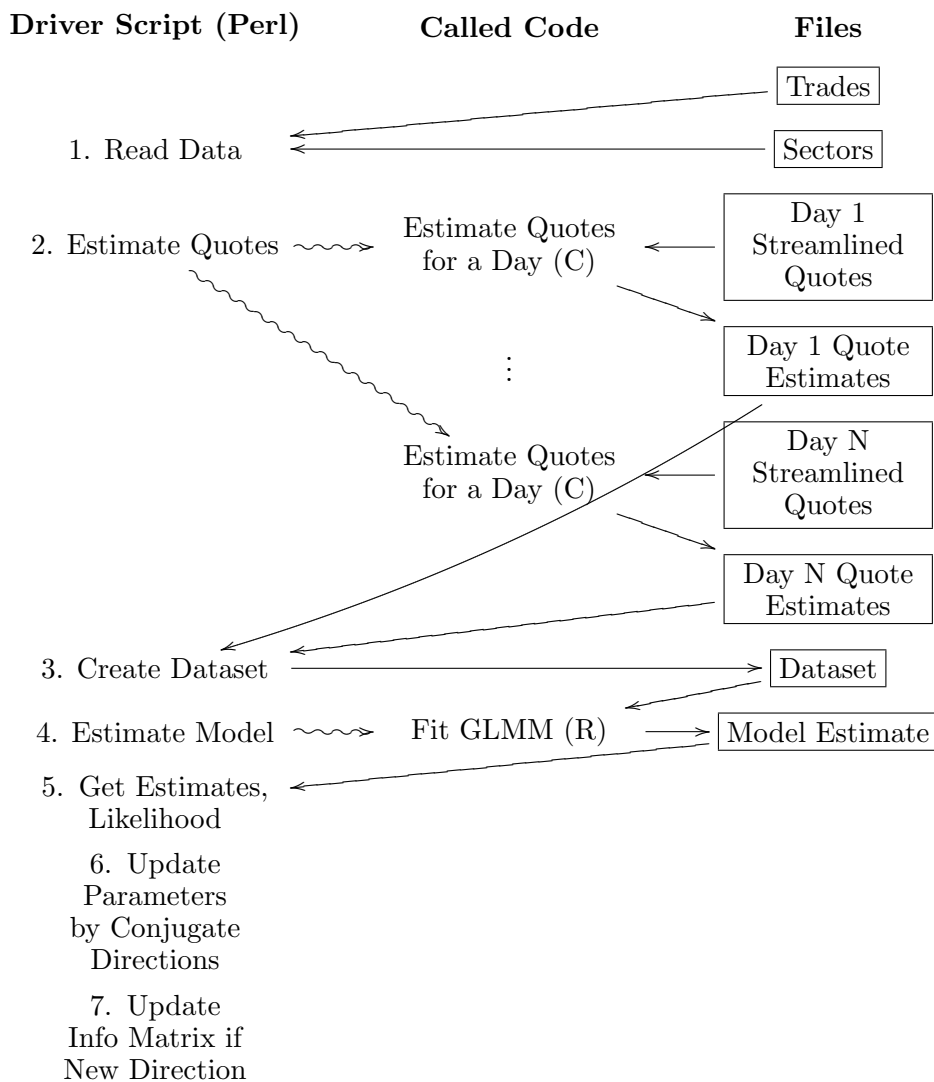 Driver Script (Perl) Called Code Files
Trades
1. Read Data
Sectors
2. Estimate Quotes
Estimate Quotes
for a Day (C)
Day 1
Streamlined
Quotes
Day 1 Quote
Estimates
⋮
Estimate Quotes
for a Day (C)
Day N
Streamlined
Quotes
Day N Quote
Estimates
3. Create Dataset
Dataset
4. Estimate Model
Fit GLMM (R)
Model Estimate
5. Get Estimates,
Likelihood
6. Update
Parameters
by Conjugate
Directions
7. Update
Info Matrix if
New Direction